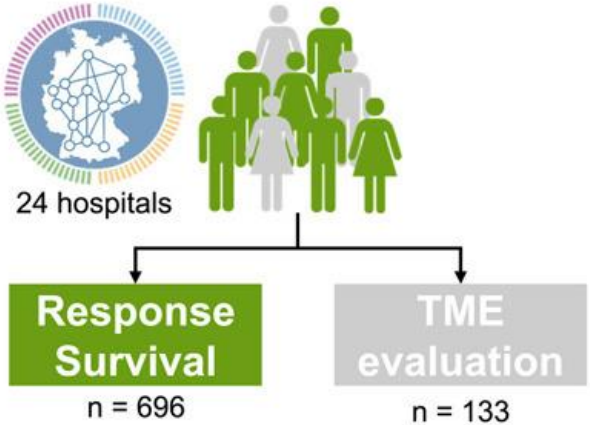 24 hospitals
Response
Survival
n = 696
TME
evaluation
n = 133